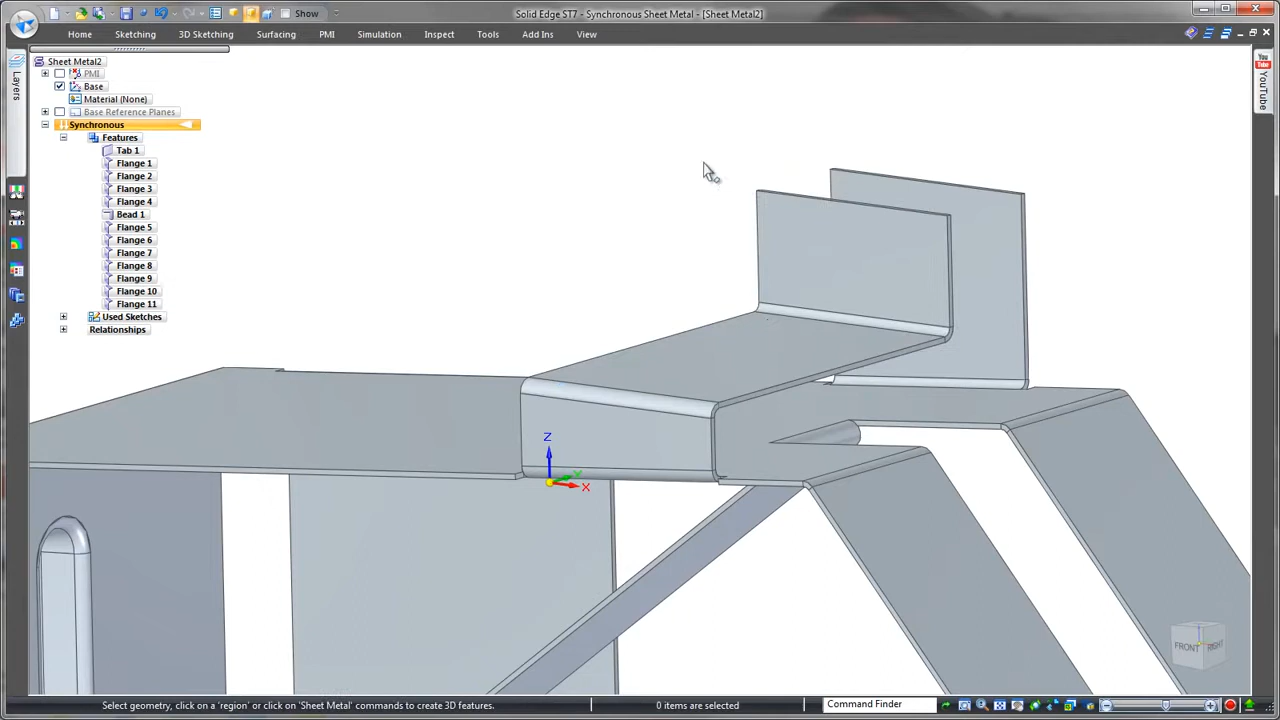 Show
Solid Edge ST7 - Synchronous Sheet Metal - [Sheet Metal2]
Home
Sketching
3D Sketching
Surfacing
PMI
Simulation
Inspect
Tools
Add Ins
View
Layers
YouTube
Sheet Metal2
PMI
Base
Material (None)
Base Reference Planes
Synchronous
Features
Tab 1
Flange 1
Flange 2
Flange 3
Flange 4
Bead 1
Flange 5
Flange 6
Flange 7
Flange 8
Flange 9
Flange 10
Flange 11
Used Sketches
Relationships
Z
Y
X
FRONT
RIGHT
Select geometry, click on a 'region' or click on 'Sheet Metal' commands to create 3D features.
0 items are selected
Command Finder